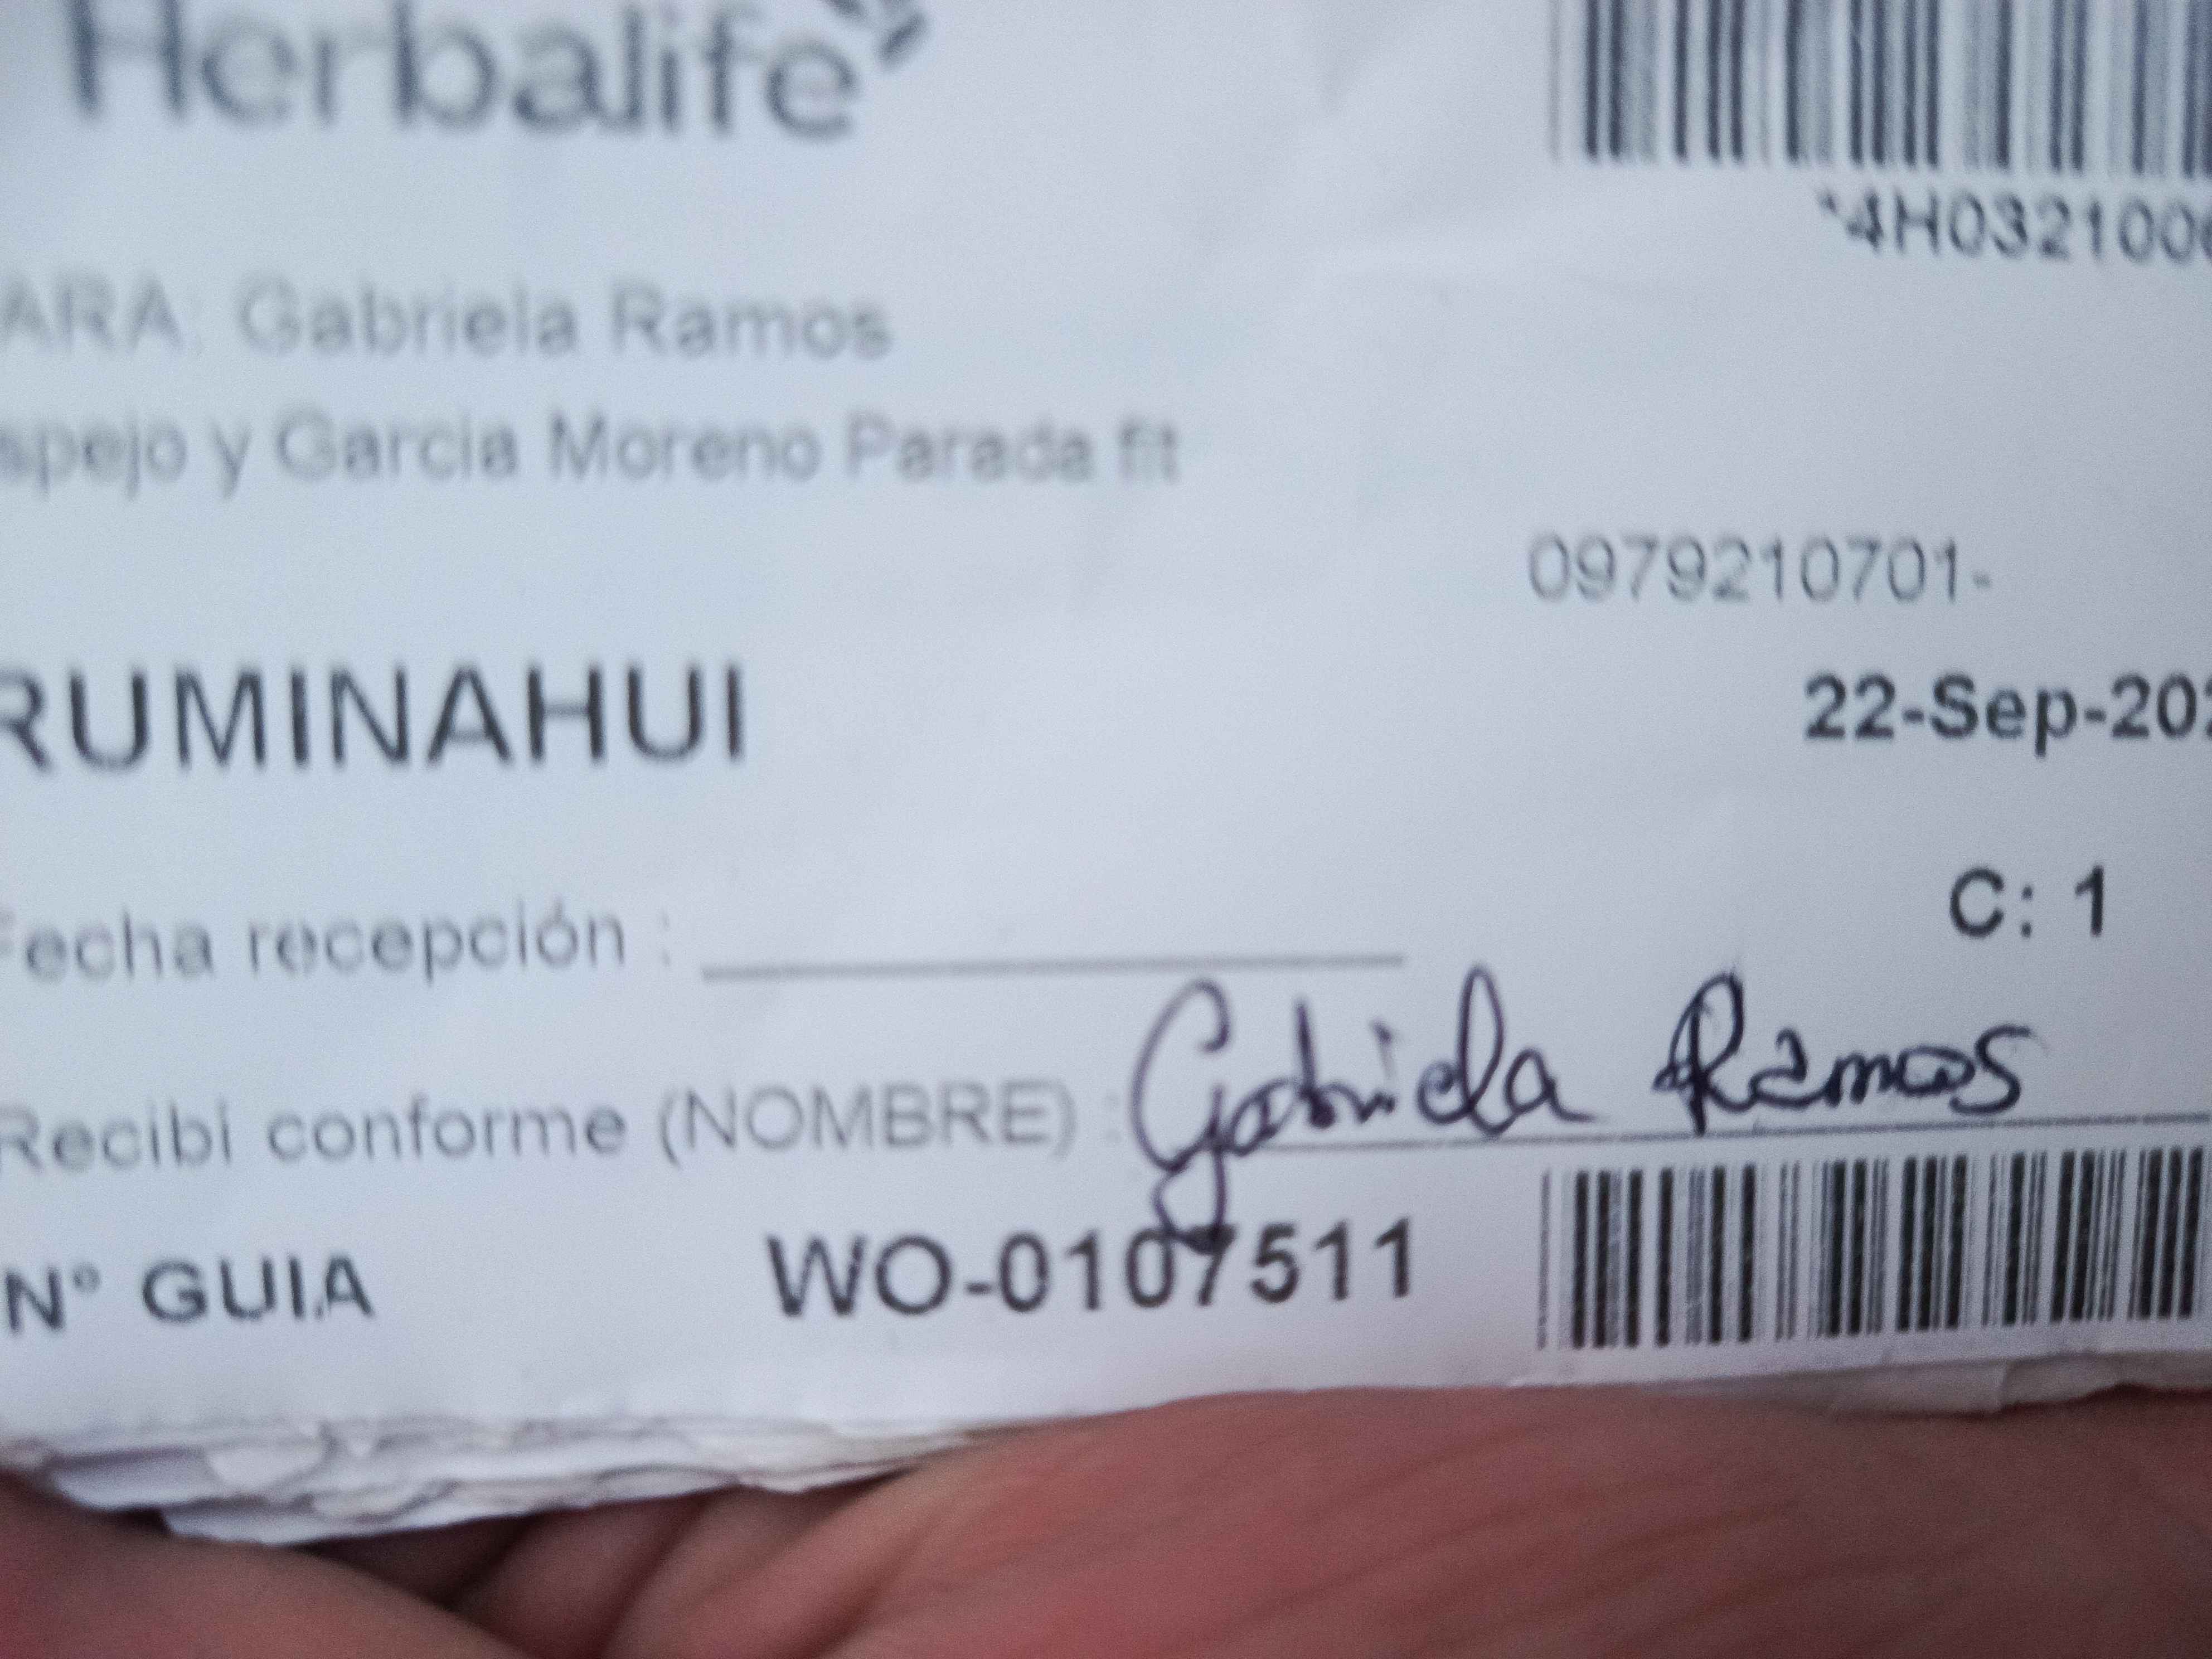 Herbalife
*4H032100
ARA: Gabriela Ramos
spejo y Garcia Moreno Parada fit
0979210701-
RUMINAHUI
22-Sep-202
Fecha recepción :
C: 1
Recibi conforme (NOMBRE) : Gabriela Ramos
N° GUIA WO-0107511